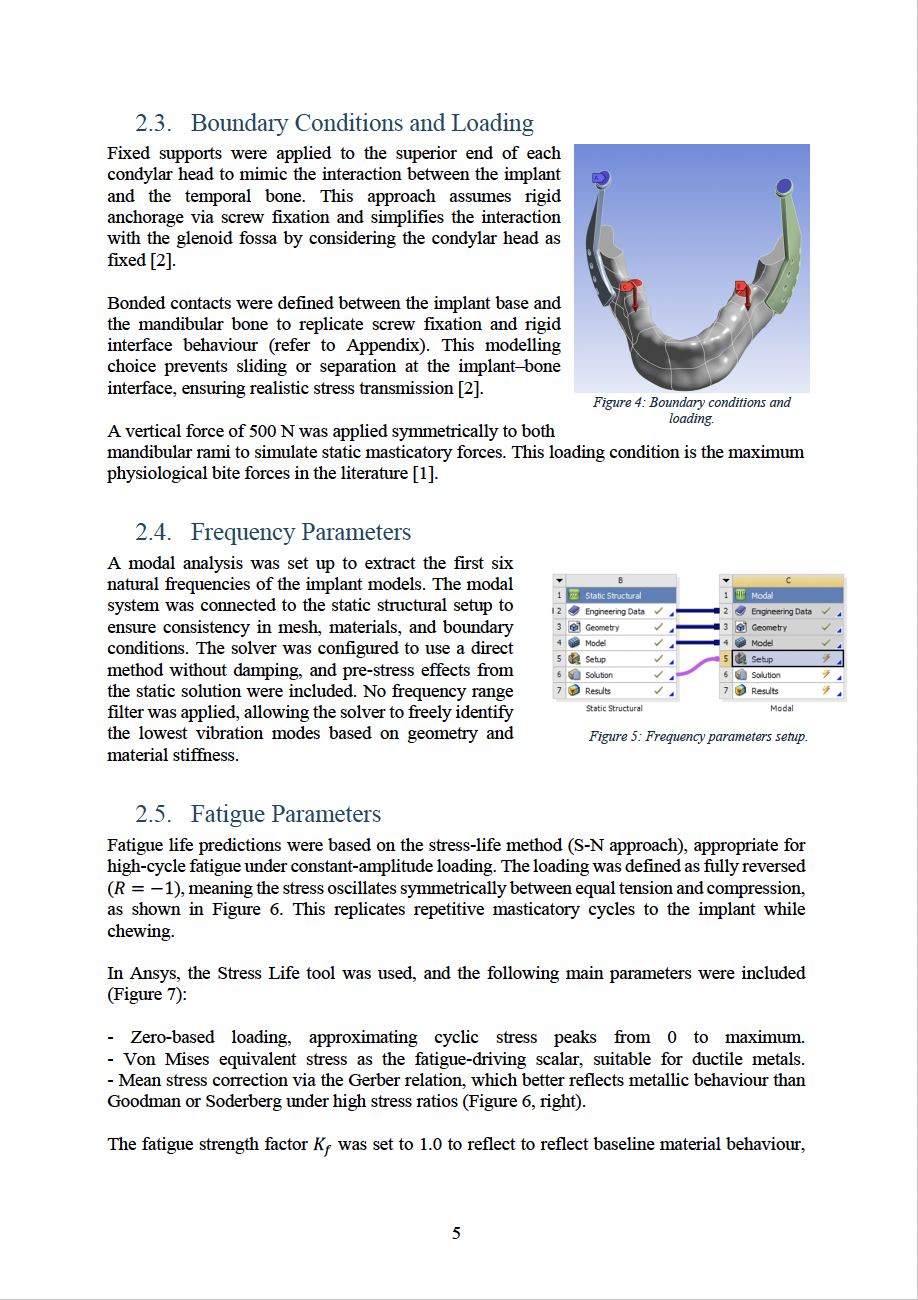 2.3. Boundary Conditions and Loading
Fixed supports were applied to the superior end of each
condylar head to mimic the interaction between the implant
and the temporal bone. This approach assumes rigid
anchorage via screw fixation and simplifies the interaction
with the glenoid fossa by considering the condylar head as
fixed [2].
Bonded contacts were defined between the implant base and
the mandibular bone to replicate screw fixation and rigid
interface behaviour (refer to Appendix). This modelling
choice prevents sliding or separation at the implant–bone
interface, ensuring realistic stress transmission [2].
A
C
B
Figure 4: Boundary conditions and
loading.
A vertical force of 500 N was applied symmetrically to both
mandibular rami to simulate static masticatory forces. This loading condition is the maximum
physiological bite forces in the literature [1].
2.4. Frequency Parameters
A modal analysis was set up to extract the first six
natural frequencies of the implant models. The modal
system was connected to the static structural setup to
ensure consistency in mesh, materials, and boundary
conditions. The solver was configured to use a direct
method without damping, and pre-stress effects from
the static solution were included. No frequency range
filter was applied, allowing the solver to freely identify
the lowest vibration modes based on geometry and
material stiffness.
B
1 Static Structural
2 Engineering Data
3 Geometry
4 Model
5 Setup
6 Solution
7 Results
Static Structural
C
1 Modal
2 Engineering Data
3 Geometry
4 Model
5 Setup
6 Solution
7 Results
Modal
Figure 5: Frequency parameters setup.
2.5. Fatigue Parameters
Fatigue life predictions were based on the stress-life method (S-N approach), appropriate for
high-cycle fatigue under constant-amplitude loading. The loading was defined as fully reversed
(R = −1), meaning the stress oscillates symmetrically between equal tension and compression,
as shown in Figure 6. This replicates repetitive masticatory cycles to the implant while
chewing.
In Ansys, the Stress Life tool was used, and the following main parameters were included
(Figure 7):
- Zero-based loading, approximating cyclic stress peaks from 0 to maximum.
- Von Mises equivalent stress as the fatigue-driving scalar, suitable for ductile metals.
- Mean stress correction via the Gerber relation, which better reflects metallic behaviour than
Goodman or Soderberg under high stress ratios (Figure 6, right).
The fatigue strength factor K_f was set to 1.0 to reflect to reflect baseline material behaviour,
5